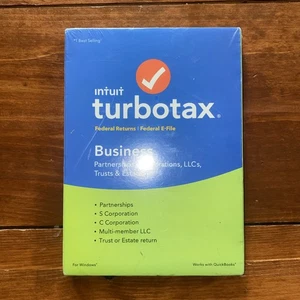 #1 Best Selling
intuit
turbotax®
Federal Returns | Federal E-File
Business
Partnerships, Corporations, LLCs,
Trusts & Estates
• Partnerships
• S Corporation
• C Corporation
• Multi-member LLC
• Trust or Estate return
For Windows®
Works with QuickBooks®